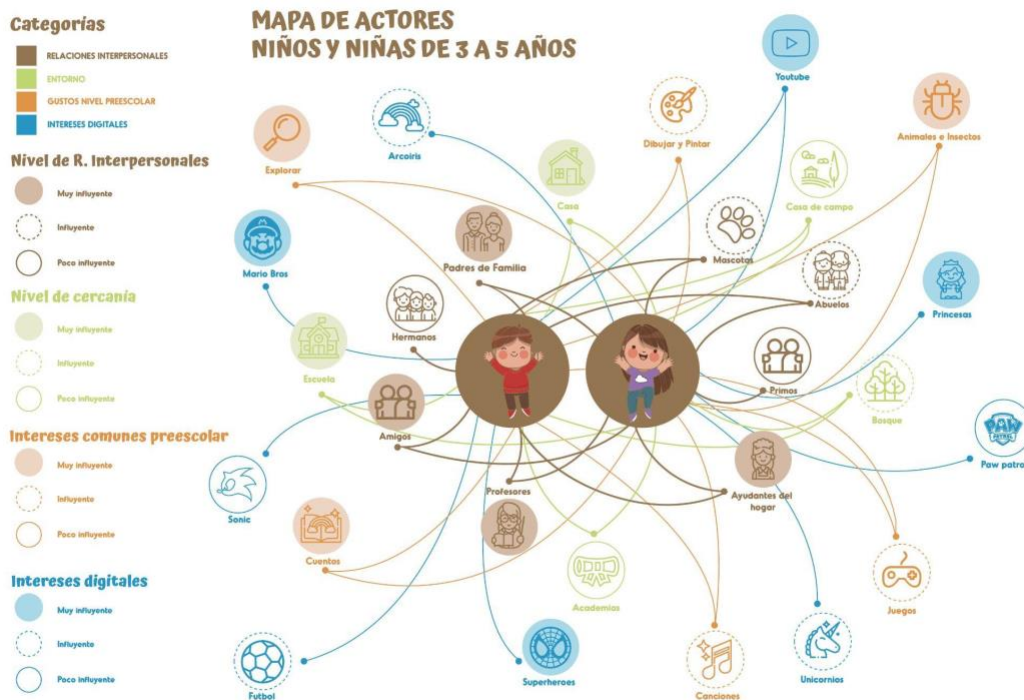 MAPA DE ACTORES
NIÑOS Y NIÑAS DE 3 A 5 AÑOS
Categorías
RELACIONES INTERPERSONALES
ENTORNO
GUSTOS NIVEL PREESCOLAR
INTERESES DIGITALES
Nivel de R. Interpersonales
Muy influyente
Influyente
Poco influyente
Nivel de cercanía
Muy influyente
Influyente
Poco influyente
Intereses comunes preescolar
Muy influyente
Influyente
Poco influyente
Intereses digitales
Muy influyente
Influyente
Poco influyente
Youtube
Arcoiris
Dibujar y Pintar
Animales e Insectos
Explorar
Casa
Casa de campo
Mario Bros
Padres de Familia
Mascotas
Abuelos
Princesas
Hermanos
Escuela
Primos
Bosque
Amigos
PAW
PATROL
Paw patro
Sonic
Profesores
Ayudantes del
hogar
Cuentos
Academias
Juegos
Futbol
Superheroes
Canciones
Unicornios